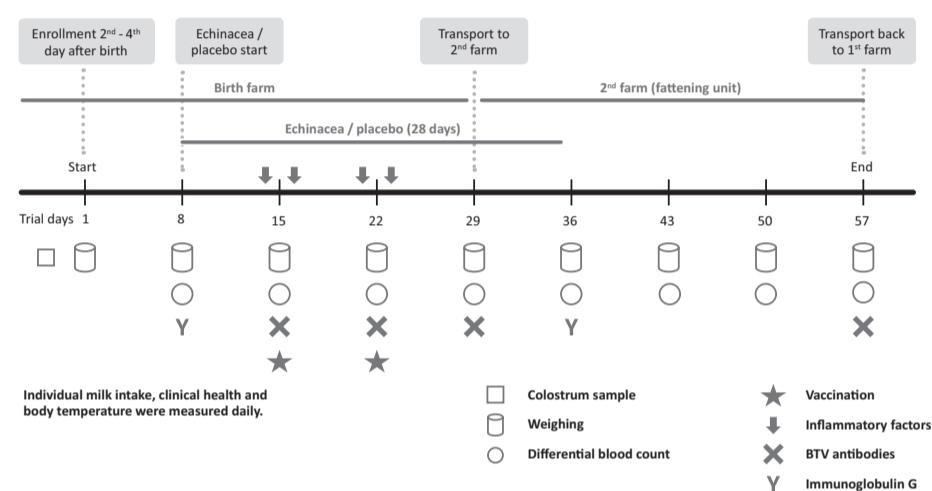 Enrollment 2nd - 4th
day after birth
Echinacea /
placebo start
Transport to
2nd farm
Transport back
to 1st farm
Birth farm
2nd farm (fattening unit)
Echinacea / placebo (28 days)
Start
End
Trial days 1 8 15 22 29 36 43 50 57
Individual milk intake, clinical health and
body temperature were measured daily.
Colostrum sample
Weighing
Differential blood count
Vaccination
Inflammatory factors
BTV antibodies
Immunoglobulin G